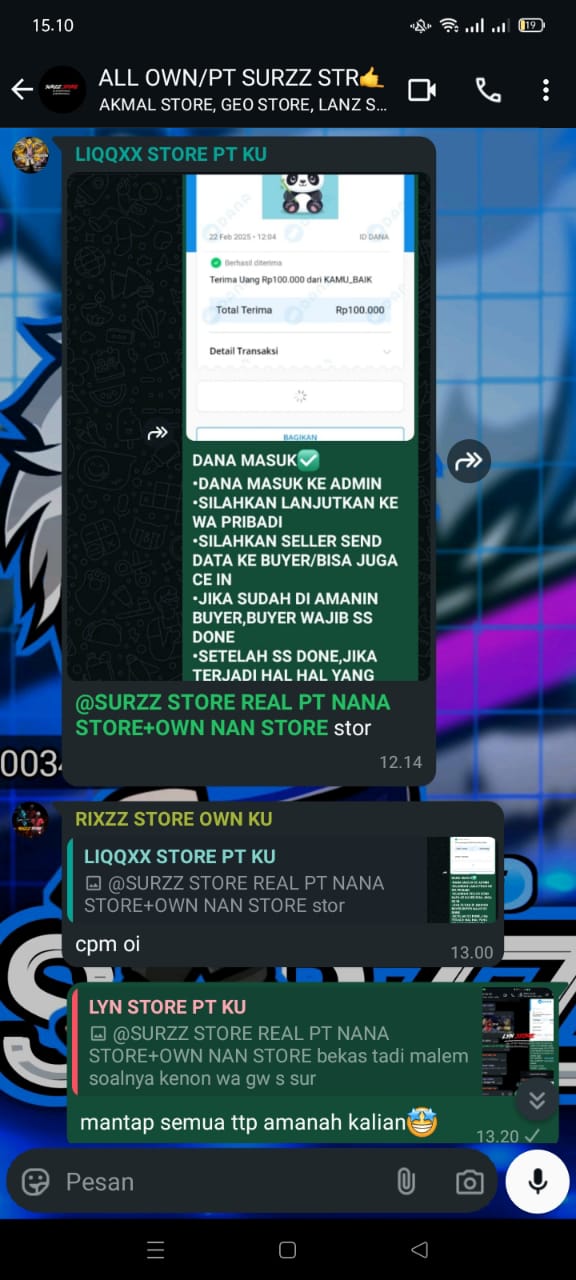 15.10
19
ALL OWN/PT SURZZ STR🤙
AKMAL STORE, GEO STORE, LANZ S...
LIQQXX STORE PT KU
DANA
22 Feb 2025 • 12:04
ID DANA
Berhasil diterima
Terima Uang Rp100.000 dari KAMU_BAIK
Total Terima
Rp100.000
Detail Transaksi
BAGIKAN
DANA MASUK✅
•DANA MASUK KE ADMIN
•SILAHKAN LANJUTKAN KE
WA PRIBADI
•SILAHKAN SELLER SEND
DATA KE BUYER/BISA JUGA
CE IN
•JIKA SUDAH DI AMANIN
BUYER,BUYER WAJIB SS
DONE
•SETELAH SS DONE,JIKA
TERJADI HAL HAL YANG
@SURZZ STORE REAL PT NANA
STORE+OWN NAN STORE stor
12.14
RIXZZ STORE OWN KU
LIQQXX STORE PT KU
@SURZZ STORE REAL PT NANA
STORE+OWN NAN STORE stor
cpm oi
13.00
LYN STORE PT KU
@SURZZ STORE REAL PT NANA
STORE+OWN NAN STORE bekas tadi malem
soalnya kenon wa gw s sur
LYN STORE
mantap semua ttp amanah kalian🤩
13.20
Pesan